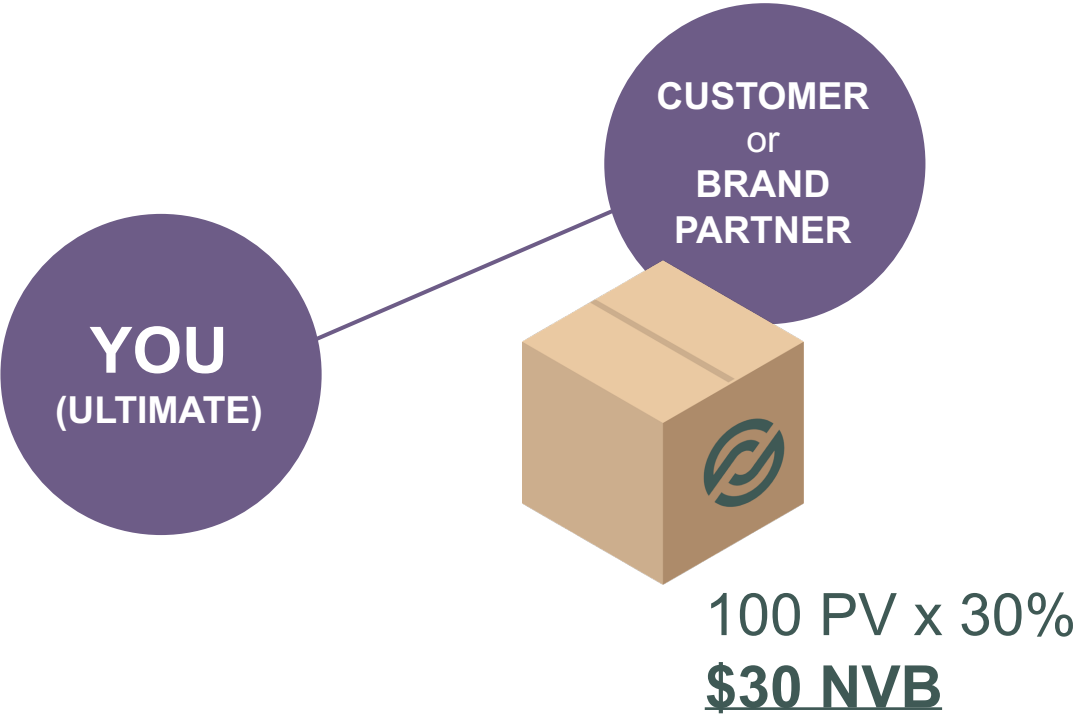 CUSTOMER
or
BRAND
PARTNER
YOU
(ULTIMATE)
100 PV x 30%
$30 NVB